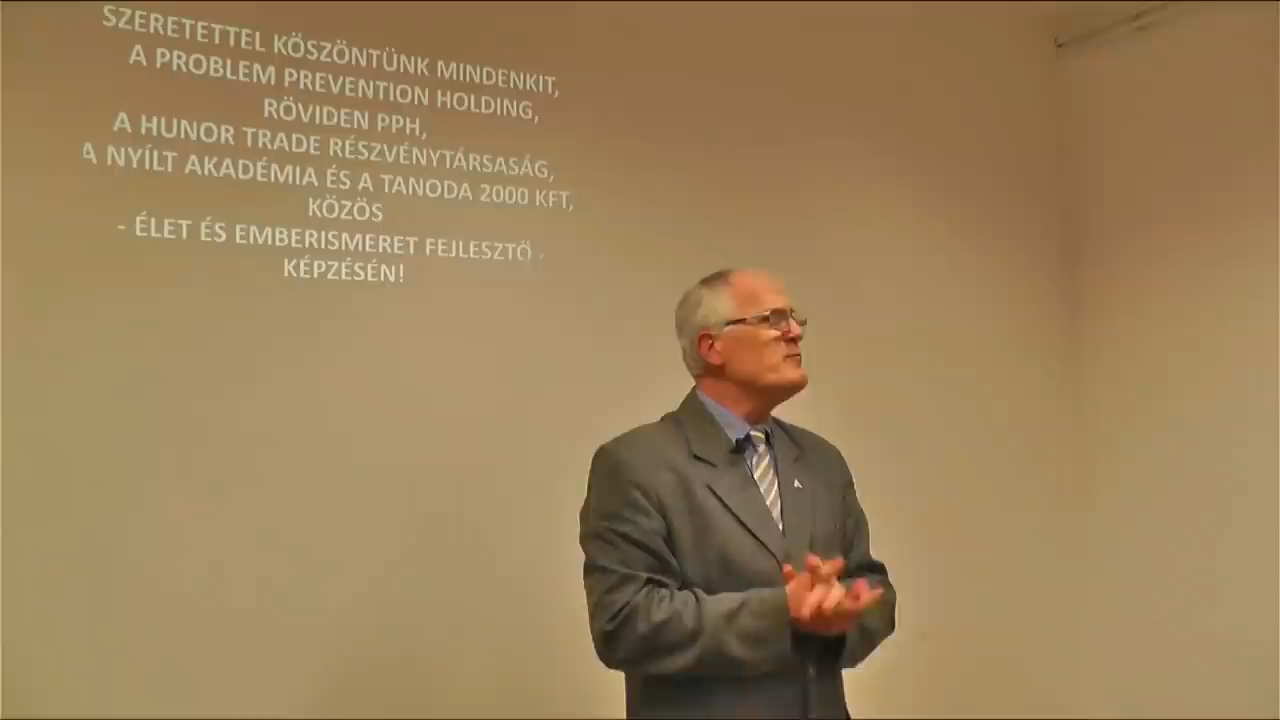 SZERETETTEL KÖSZÖNTÜNK MINDENKIT,
A PROBLEM PREVENTION HOLDING,
RÖVIDEN PPH,
A HUNOR TRADE RÉSZVÉNYTÁRSASÁG,
A NYÍLT AKADÉMIA ÉS A TANODA 2000 KFT,
KÖZÖS
- ÉLET ÉS EMBERISMERET FEJLESZTŐ -
KÉPZÉSÉN!